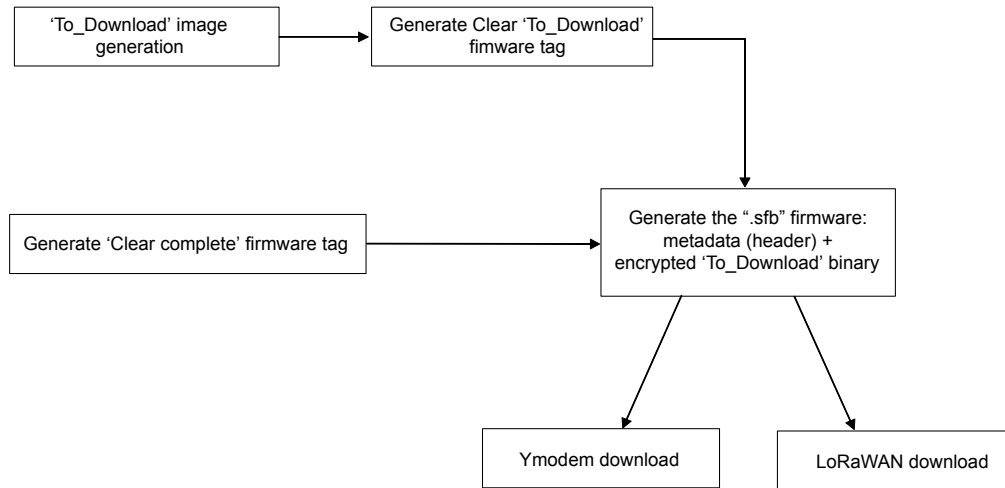 ‘To_Download’ image
generation
Generate Clear ‘To_Download’
fimware tag
Generate ‘Clear complete’ firmware tag
Generate the “.sfb” firmware:
metadata (header) +
encrypted ‘To_Download’ binary
Ymodem download
LoRaWAN download